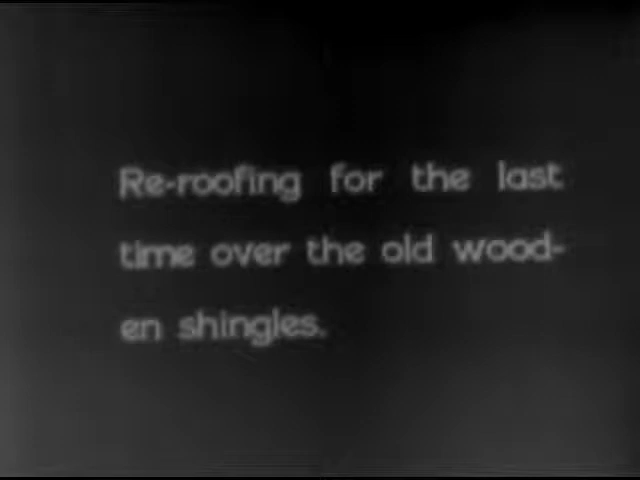 Re-roofing for the last
time over the old wood-
en shingles.